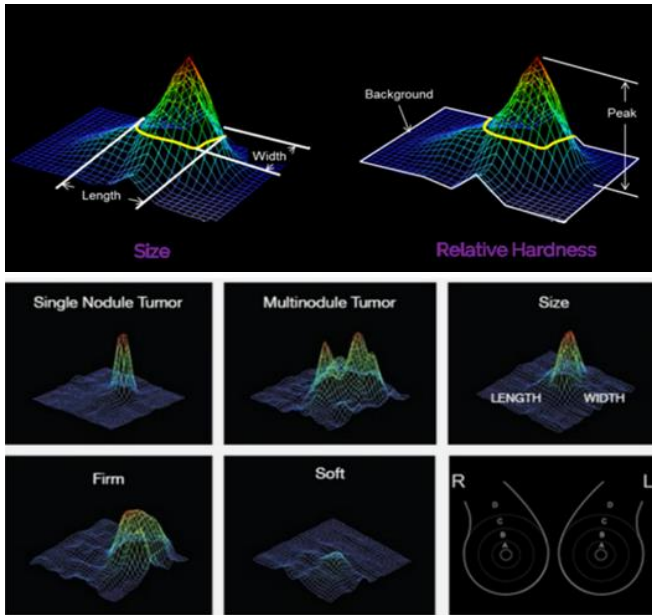 Background
Peak
Width
Length
Size
Relative Hardness
Single Nodule Tumor
Multinodule Tumor
Size
LENGTH
WIDTH
Firm
Soft
R
L
D
D
C
C
B
B
A
A